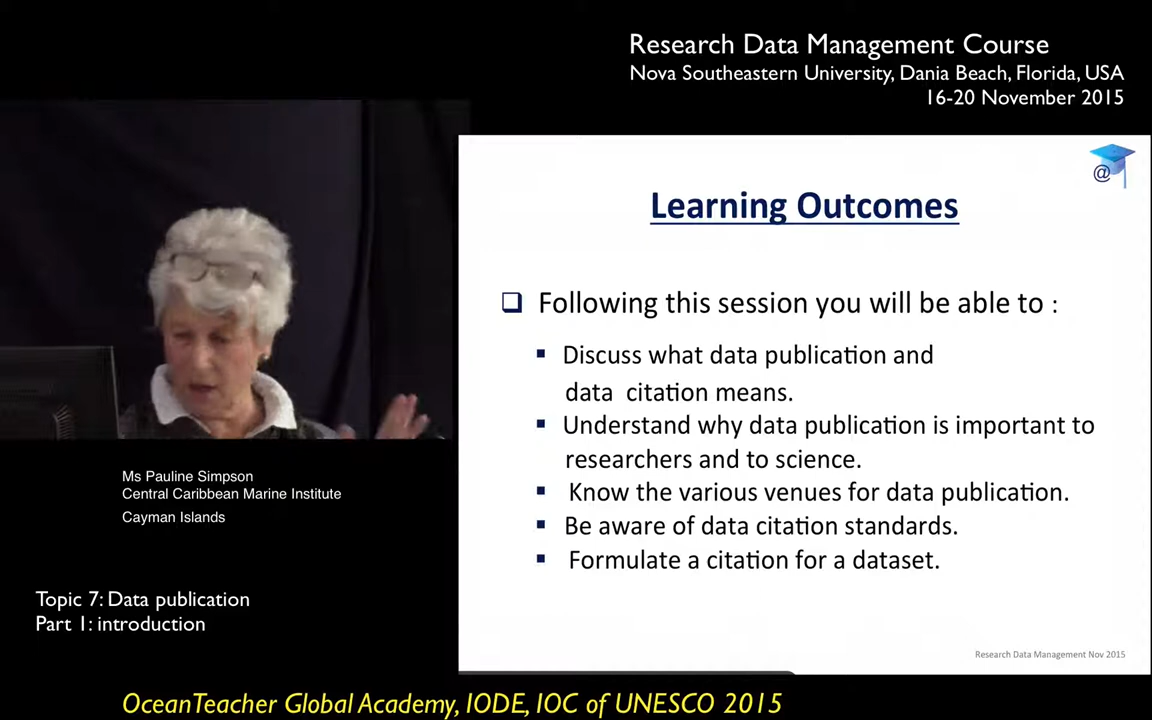 Research Data Management Course
Nova Southeastern University, Dania Beach, Florida, USA
16-20 November 2015
@
Learning Outcomes
Following this session you will be able to :
Discuss what data publication and
data citation means.
Understand why data publication is important to
researchers and to science.
Know the various venues for data publication.
Be aware of data citation standards.
Formulate a citation for a dataset.
Research Data Management Nov 2015
Ms Pauline Simpson
Central Caribbean Marine Institute
Cayman Islands
Topic 7: Data publication
Part 1: introduction
OceanTeacher Global Academy, IODE, IOC of UNESCO 2015